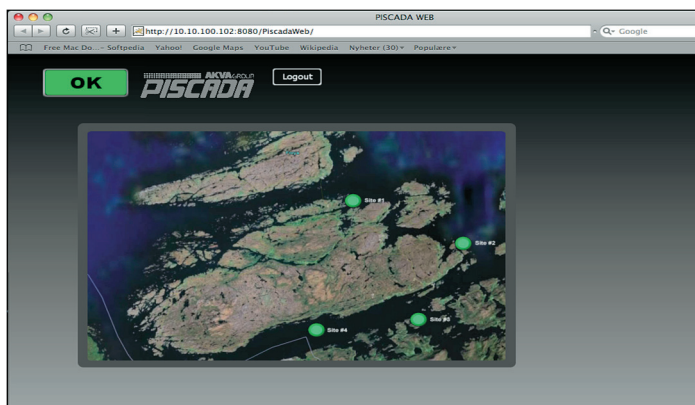 PISCADA WEB
http://10.10.100.102:8080/PiscadaWeb/
Google
Free Mac Do...– Softpedia Yahoo! Google Maps YouTube Wikipedia Nyheter (30) Populære
OK
AKVA GROUP
PISCADA
Logout
Site #1
Site #2
Site #4